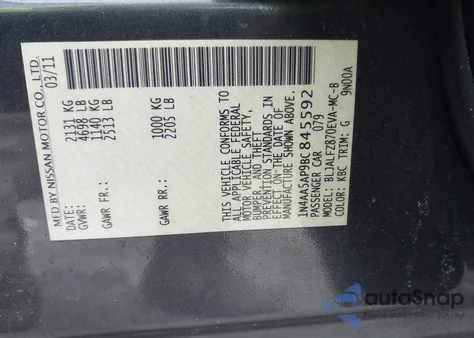 MFD BY NISSAN MOTOR CO., LTD.
DATE: 03/11
GVWR: 2131 KG
4698 LB
GAWR FR.: 1140 KG
2513 LB
GAWR RR.: 1000 KG
2205 LB
THIS VEHICLE CONFORMS TO
ALL APPLICABLE FEDERAL
MOTOR VEHICLE SAFETY,
BUMPER, AND THEFT
PREVENTION STANDARDS IN
EFFECT ON THE DATE OF
MANUFACTURE SHOWN ABOVE.
1N4AA5AP9BC845592
PASSENGER CAR 079
MODEL: BLJALFZ870EVA-MC-B
COLOR: KBC TRIM: G 9N00A
autoSnap